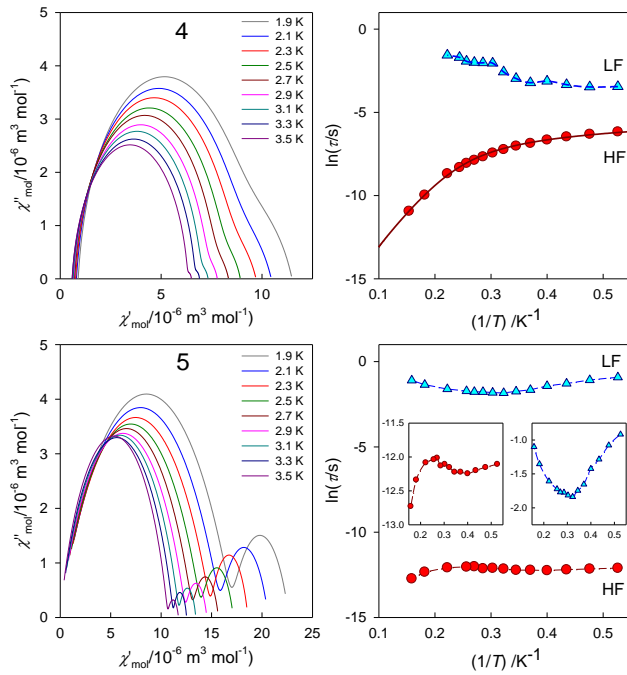 4
1.9 K
2.1 K
2.3 K
2.5 K
2.7 K
2.9 K
3.1 K
3.3 K
3.5 K
5
4
3
2
1
0
χ''mol/10⁻⁶ m³ mol⁻¹
0 5 10
χ'mol/10⁻⁶ m³ mol⁻¹
0
-5
-10
-15
ln(τ/s)
LF
HF
0.1 0.2 0.3 0.4 0.5
(1/T) /K⁻¹
5
1.9 K
2.1 K
2.3 K
2.5 K
2.7 K
2.9 K
3.1 K
3.3 K
3.5 K
5
4
3
2
1
0
χ''mol/10⁻⁶ m³ mol⁻¹
0 5 10 15 20 25
χ'mol/10⁻⁶ m³ mol⁻¹
0
-5
-10
-15
ln(τ/s)
LF
-11.5
-12.0
-12.5
-13.0
0.2 0.3 0.4 0.5
-1.0
-1.5
-2.0
0.2 0.3 0.4 0.5
HF
0.1 0.2 0.3 0.4 0.5
(1/T) /K⁻¹